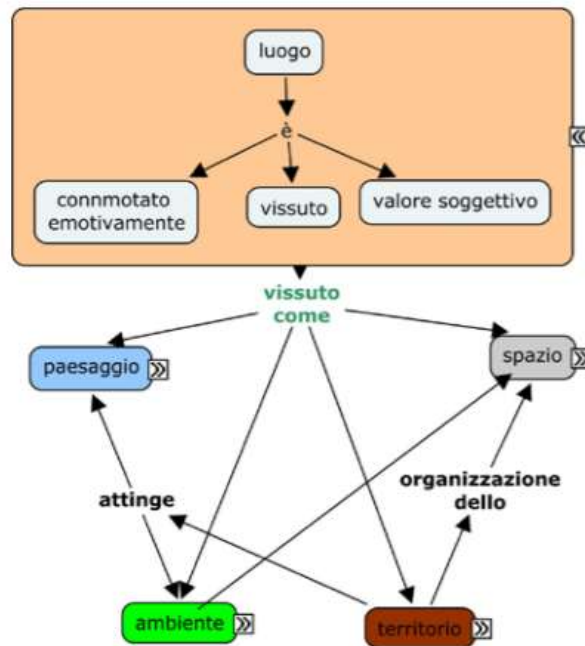 luogo
è
connmotato
emotivamente
vissuto
valore soggettivo
vissuto
come
paesaggio
spazio
attinge
organizzazione
dello
ambiente
territorio